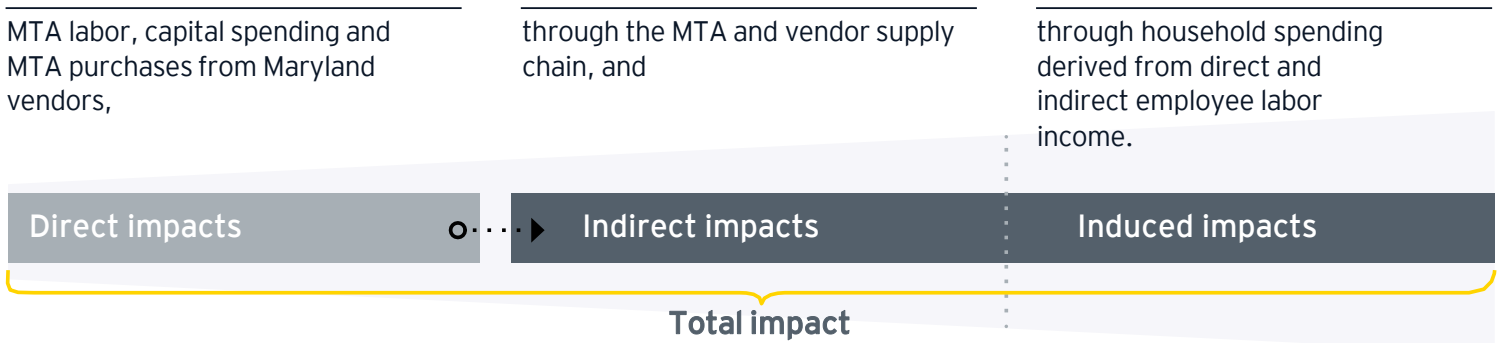 MTA labor, capital spending and
MTA purchases from Maryland
vendors,
through the MTA and vendor supply
chain, and
through household spending
derived from direct and
indirect employee labor
income.
Direct impacts
Indirect impacts
Induced impacts
Total impact